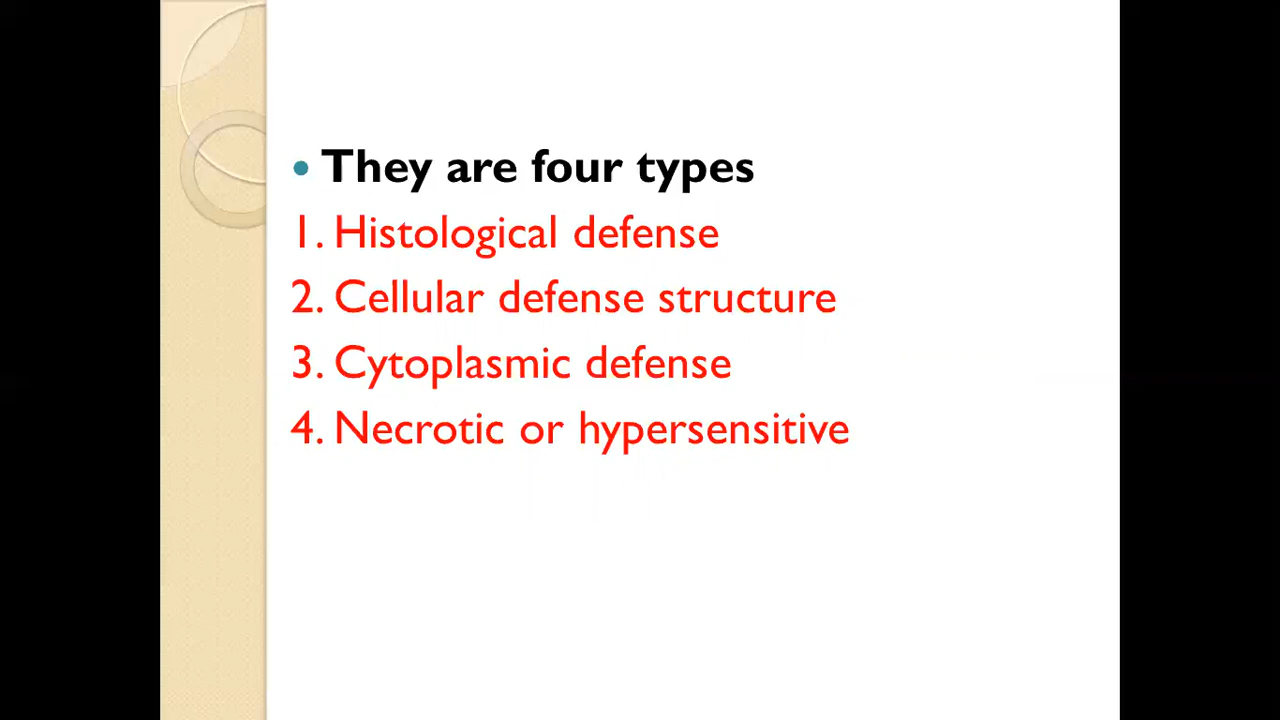 • They are four types
1. Histological defense
2. Cellular defense structure
3. Cytoplasmic defense
4. Necrotic or hypersensitive